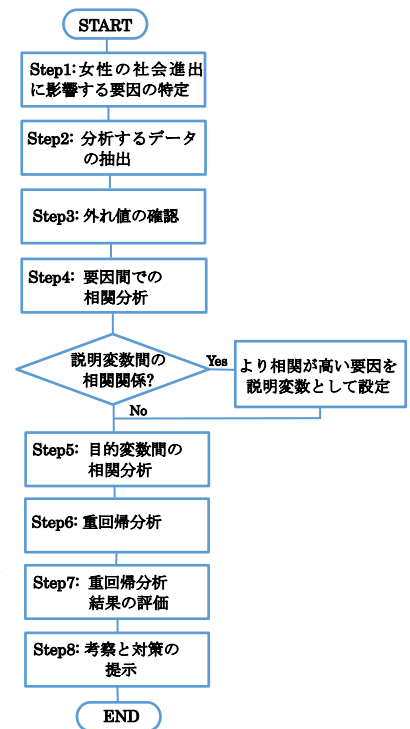 START
Step1:女性の社会進出
に影響する要因の特定
Step2: 分析するデータ
の抽出
Step3: 外れ値の確認
Step4: 要因間での
相関分析
説明変数間の
相関関係?
Yes
より相関が高い要因を
説明変数として設定
No
Step5: 目的変数間の
相関分析
Step6: 重回帰分析
Step7: 重回帰分析
結果の評価
Step8: 考察と対策の
提示
END